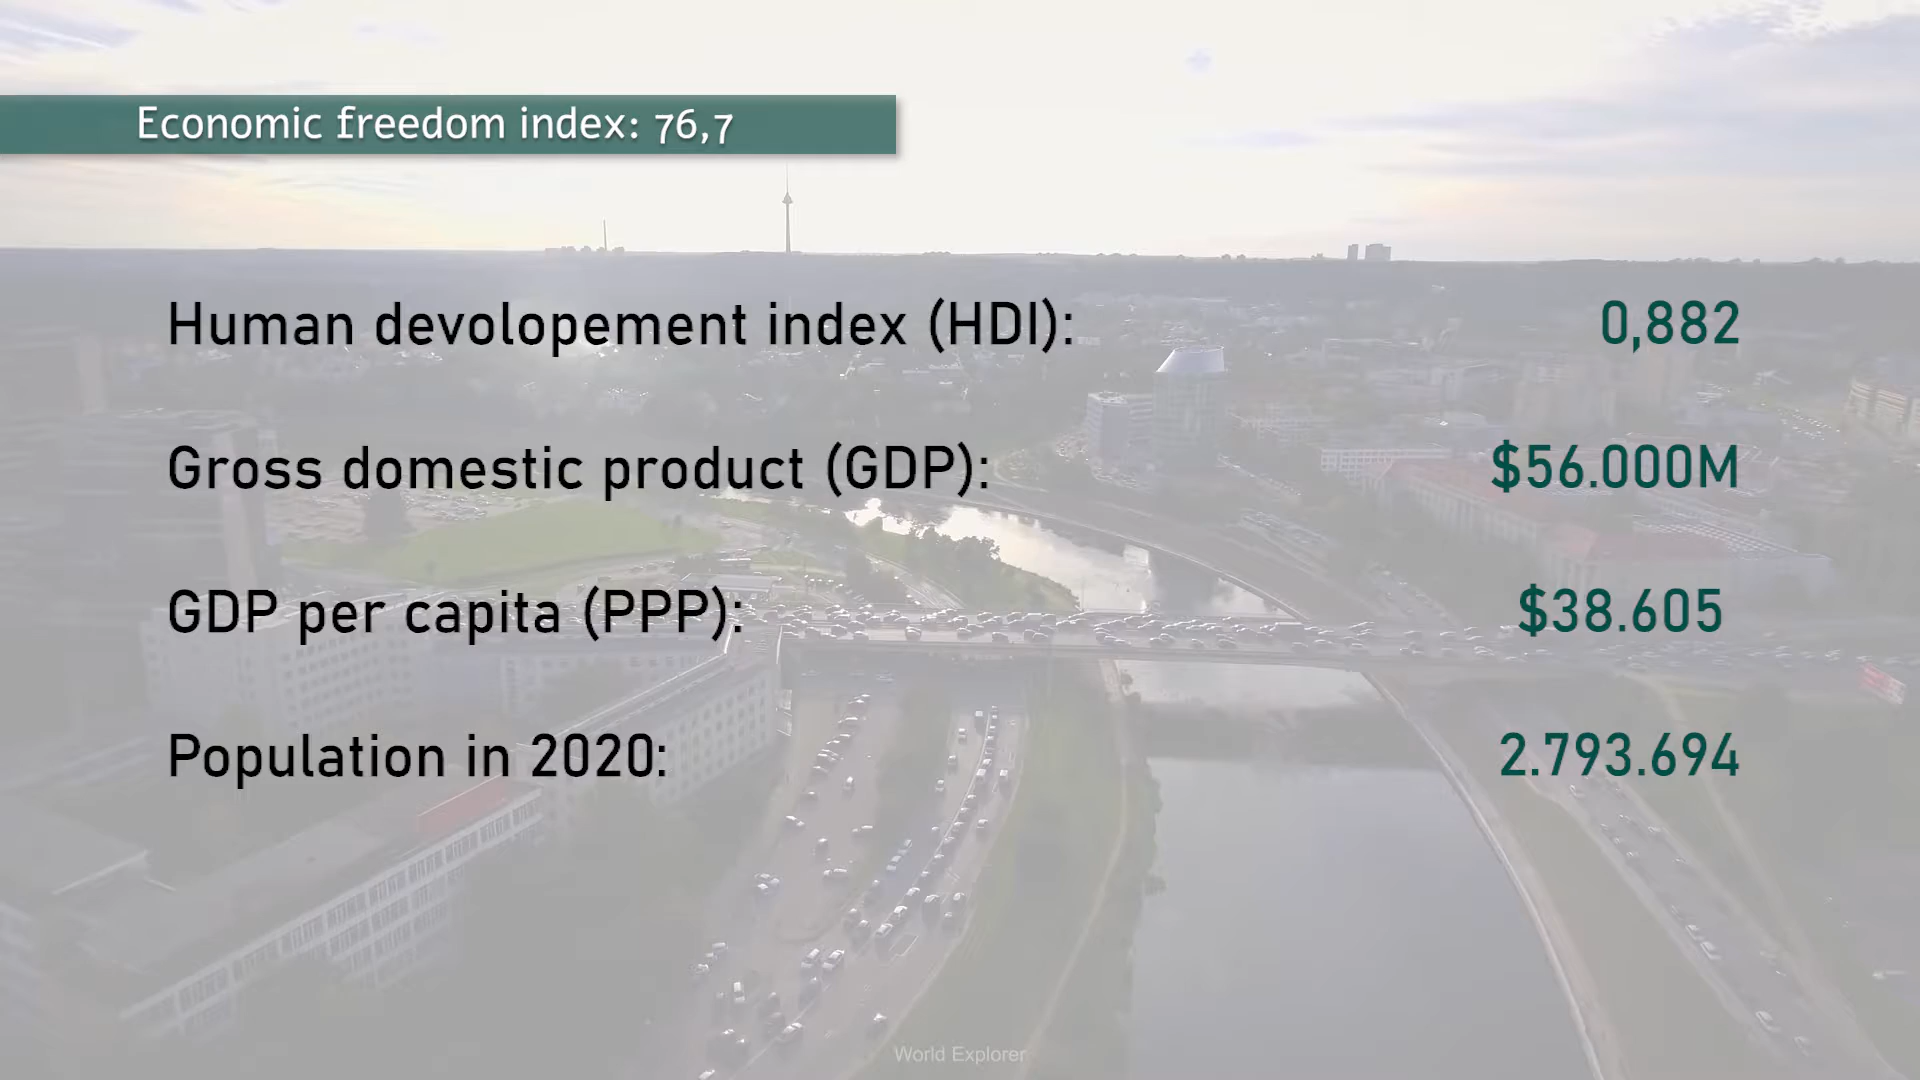 Economic freedom index: 76,7
Human devolopement index (HDI): 0,882
Gross domestic product (GDP): $56.000M
GDP per capita (PPP): $38.605
Population in 2020: 2.793.694
World Explorer